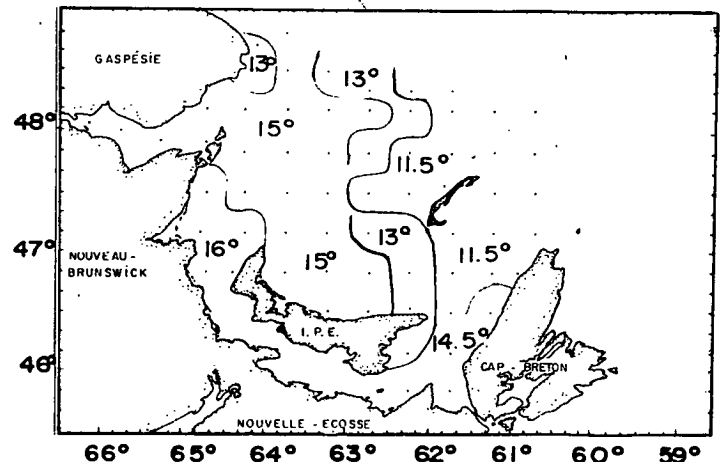 GASPÉSIE
13°
13°
48°
15°
11.5°
47°
NOUVEAU-
BRUNSWICK
16°
15°
13°
11.5°
I.P.E.
14.5°
46°
CAP BRETON
NOUVELLE-ECOSSE
66° 65° 64° 63° 62° 61° 60° 59°